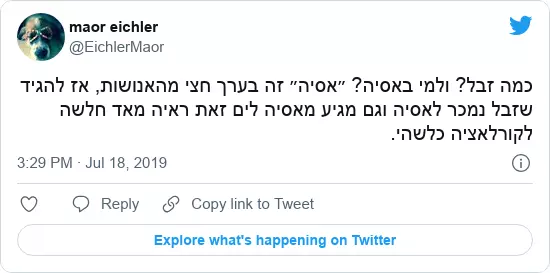 maor eichler
@EichlerMaor
כמה זבל? ולמי באסיה? ״אסיה״ זה בערך חצי מהאנושות, אז להגיד
שזבל נמכר לאסיה וגם מגיע מאסיה לים זאת ראיה מאד חלשה
לקורלאציה כלשהי.
3:29 PM · Jul 18, 2019
Reply
Copy link to Tweet
Explore what's happening on Twitter